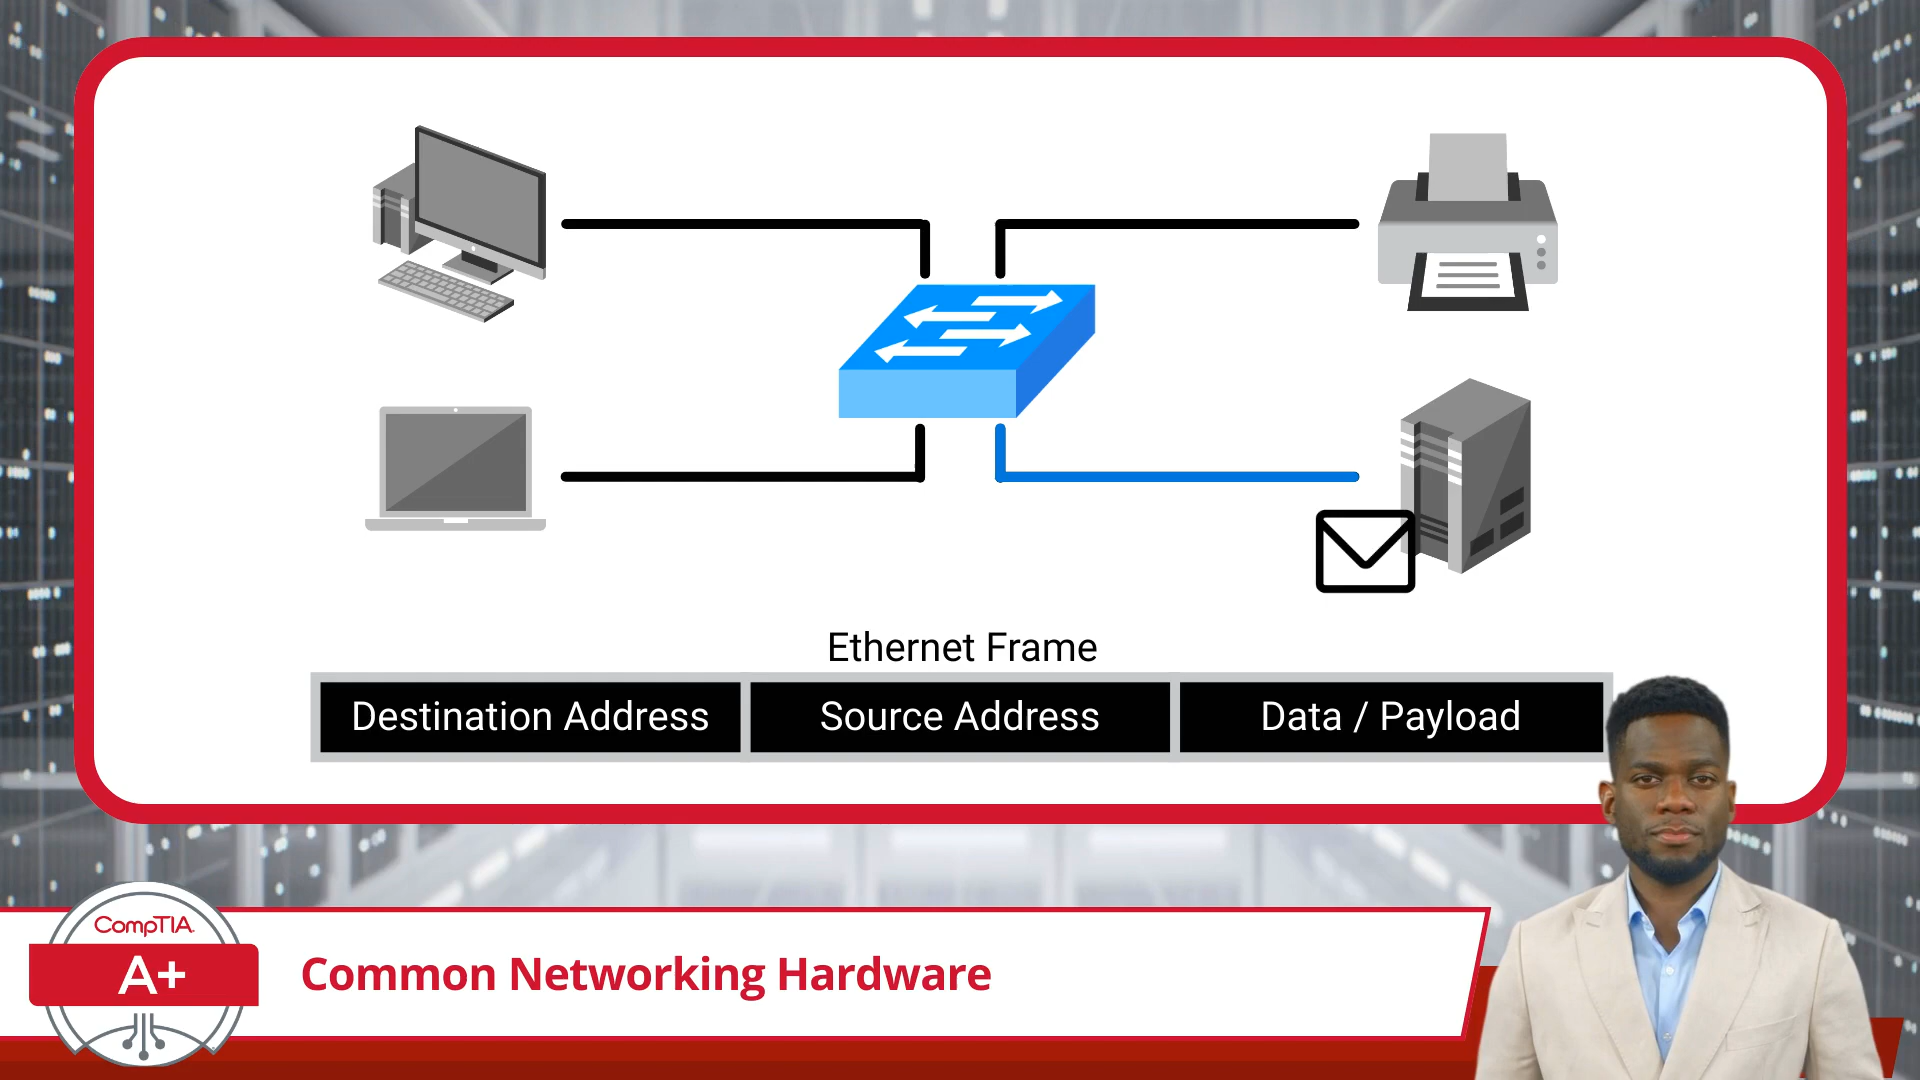 Ethernet Frame
Destination Address
Source Address
Data / Payload
CompTIA.
A+
Common Networking Hardware